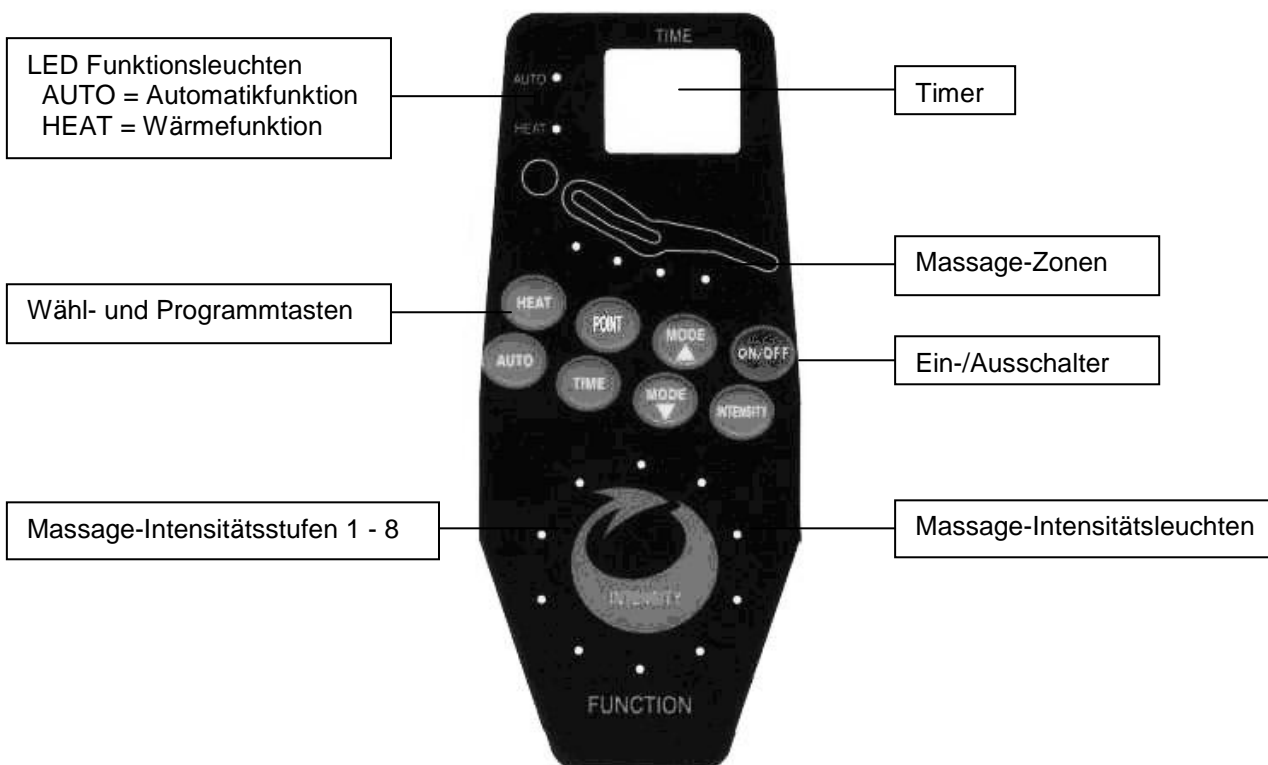 TIME
LED Funktionsleuchten
AUTO = Automatikfunktion
HEAT = Wärmefunktion
AUTO
HEAT
Timer
Massage-Zonen
Wähl- und Programmtasten
HEAT
POINT
MODE
ON/OFF
Ein-/Ausschalter
AUTO
TIME
MODE
INTENSITY
Massage-Intensitätsstufen 1 - 8
Massage-Intensitätsleuchten
INTENSITY
FUNCTION